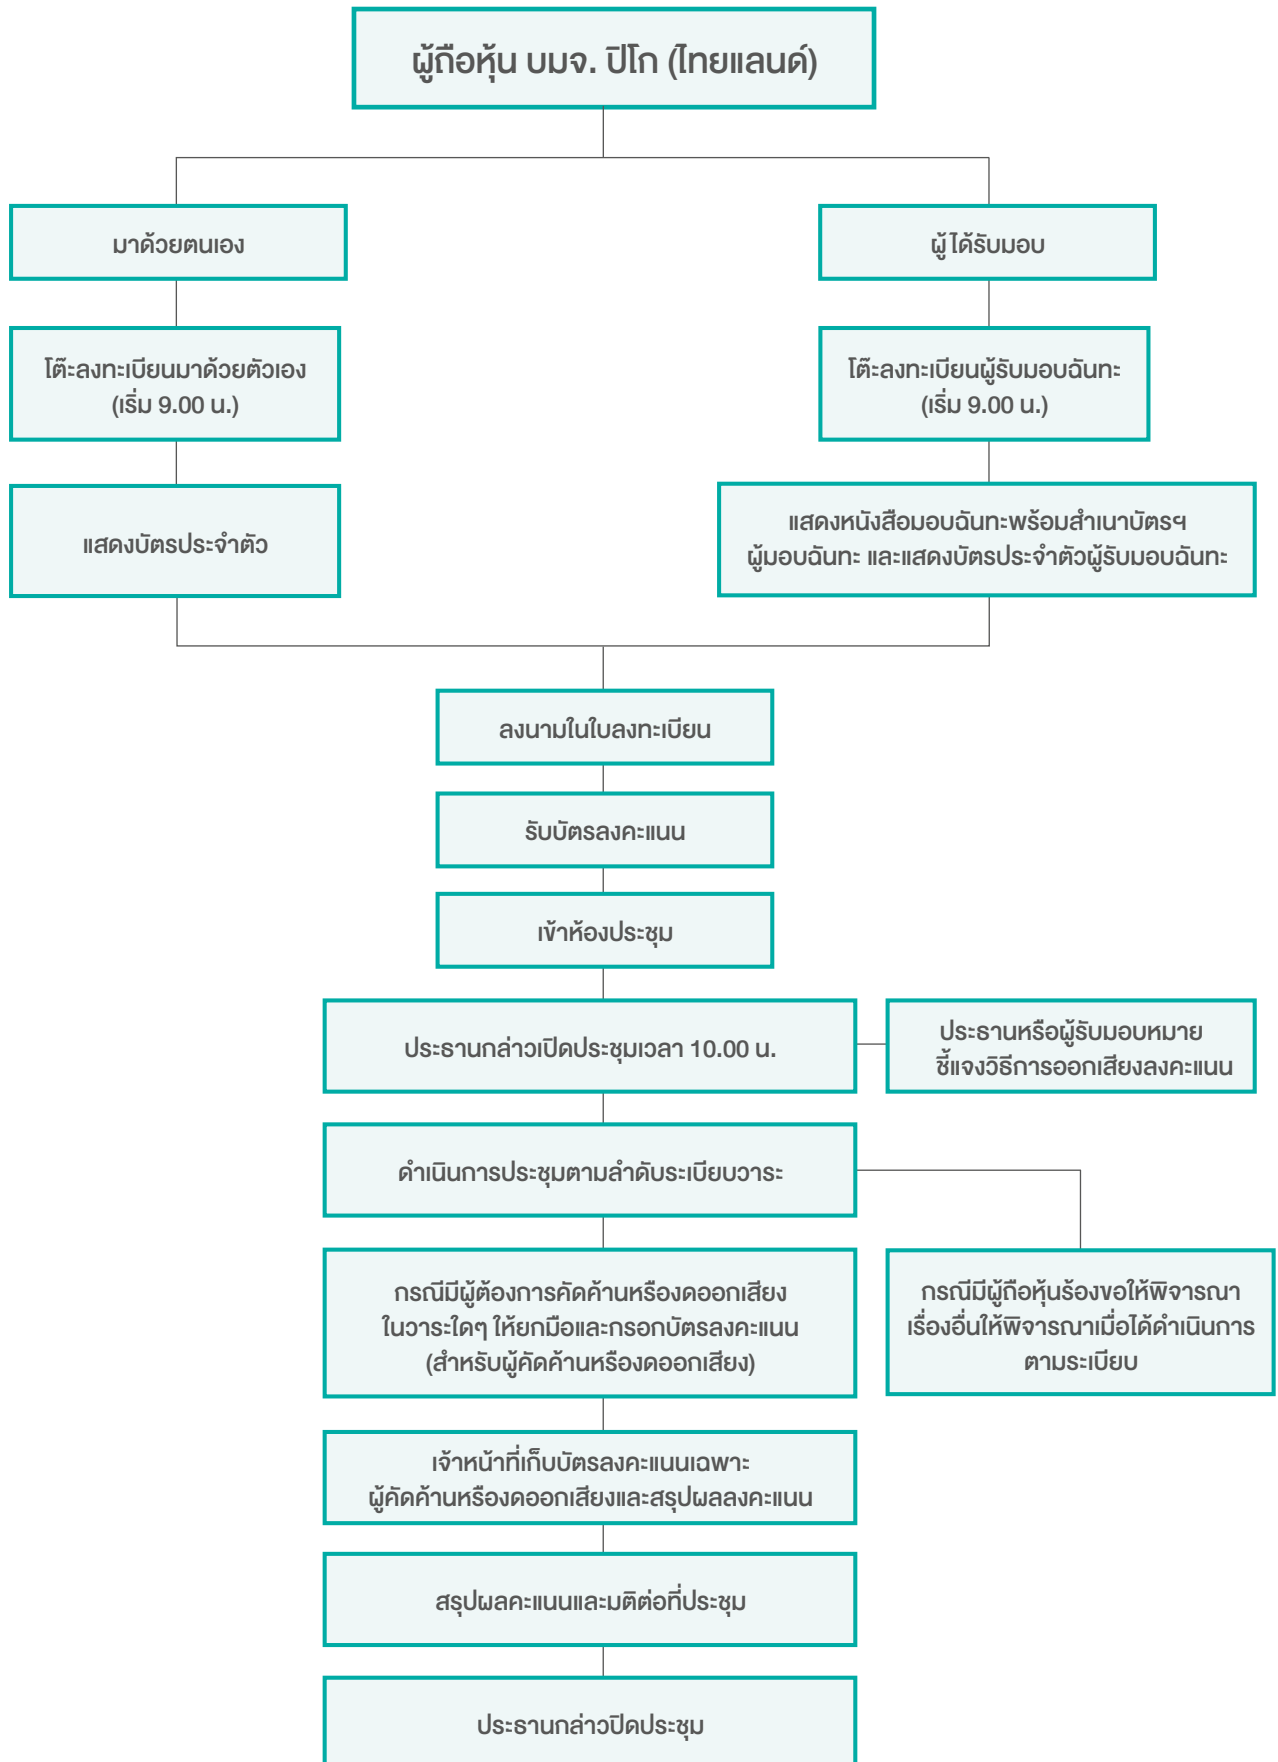 ผู้ถือหุ้น บมจ. ปิโก (ไทยแลนด์)
มาด้วยตนเอง
ผู้ได้รับมอบ
โต๊ะลงทะเบียนมาด้วยตัวเอง
(เริ่ม 9.00 น.)
โต๊ะลงทะเบียนผู้รับมอบฉันทะ
(เริ่ม 9.00 น.)
แสดงบัตรประจำตัว
แสดงหนังสือมอบฉันทะพร้อมสำเนาบัตรฯ
ผู้มอบฉันทะ และแสดงบัตรประจำตัวผู้รับมอบฉันทะ
ลงนามในใบลงทะเบียน
รับบัตรลงคะแนน
เข้าห้องประชุม
ประธานกล่าวเปิดประชุมเวลา 10.00 น.
ประธานหรือผู้รับมอบหมาย
ชี้แจงวิธีการออกเสียงลงคะแนน
ดำเนินการประชุมตามลำดับระเบียบวาระ
กรณีมีผู้ต้องการคัดค้านหรืองดออกเสียง
ในวาระใดๆ ให้ยกมือและกรอกบัตรลงคะแนน
(สำหรับผู้คัดค้านหรืองดออกเสียง)
กรณีมีผู้ถือหุ้นร้องขอให้พิจารณา
เรื่องอื่นให้พิจารณาเมื่อได้ดำเนินการ
ตามระเบียบ
เจ้าหน้าที่เก็บบัตรลงคะแนนเฉพาะ
ผู้คัดค้านหรืองดออกเสียงและสรุปผลลงคะแนน
สรุปผลคะแนนและมติต่อที่ประชุม
ประธานกล่าวปิดประชุม